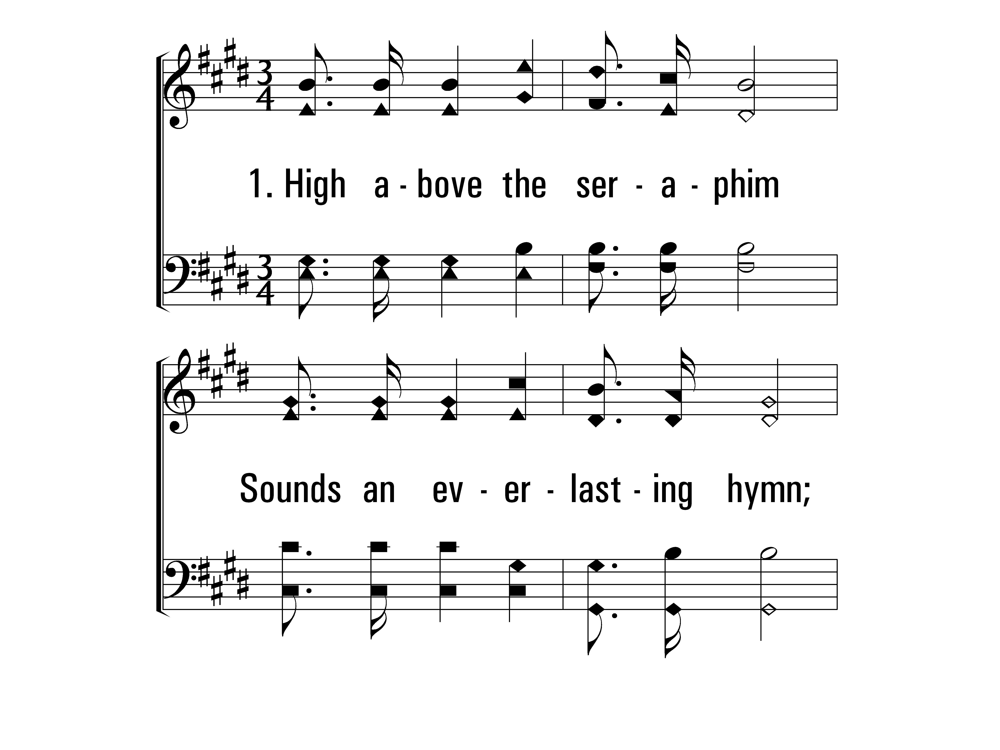 1. High a - bove the ser - a - phim
Sounds an ev - er - last - ing hymn;